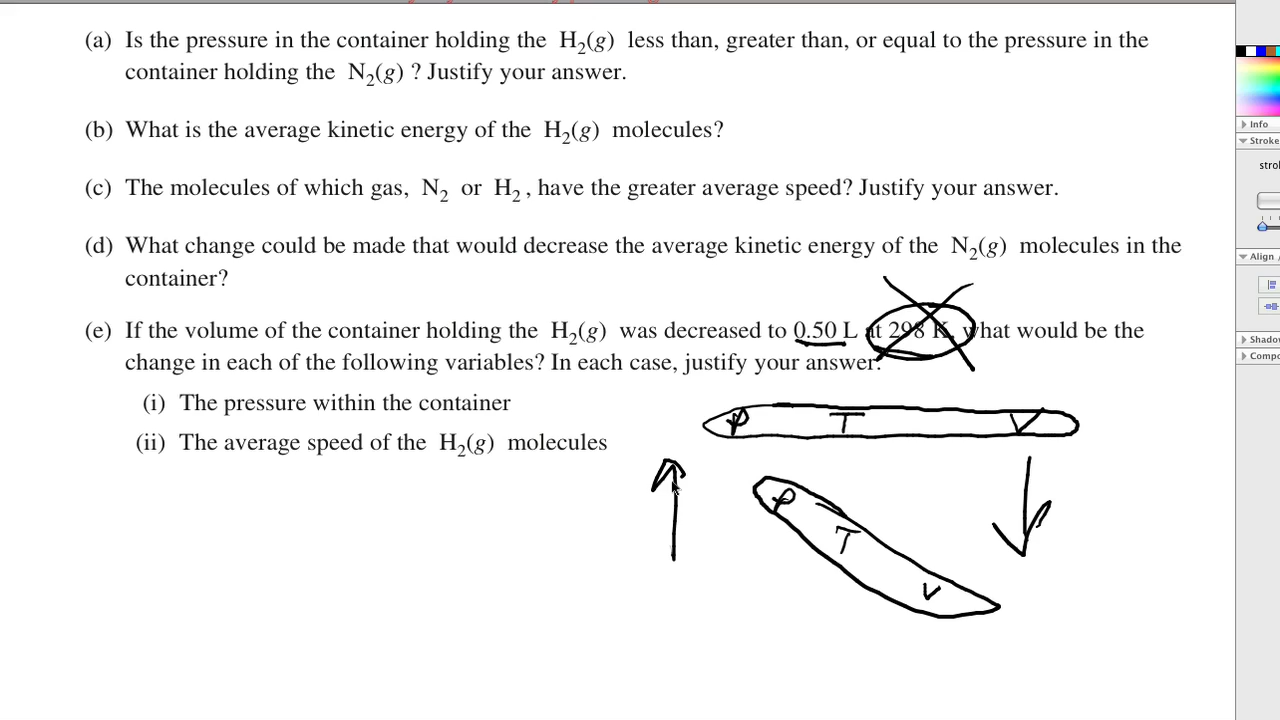 (a) Is the pressure in the container holding the H₂(g) less than, greater than, or equal to the pressure in the
container holding the N₂(g) ? Justify your answer.
(b) What is the average kinetic energy of the H₂(g) molecules?
(c) The molecules of which gas, N₂ or H₂, have the greater average speed? Justify your answer.
(d) What change could be made that would decrease the average kinetic energy of the N₂(g) molecules in the
container?
(e) If the volume of the container holding the H₂(g) was decreased to 0.50 L at 298 K, what would be the
change in each of the following variables? In each case, justify your answer.
(i) The pressure within the container
(ii) The average speed of the H₂(g) molecules
P T V
P
T
V
Info
Stroke
Align